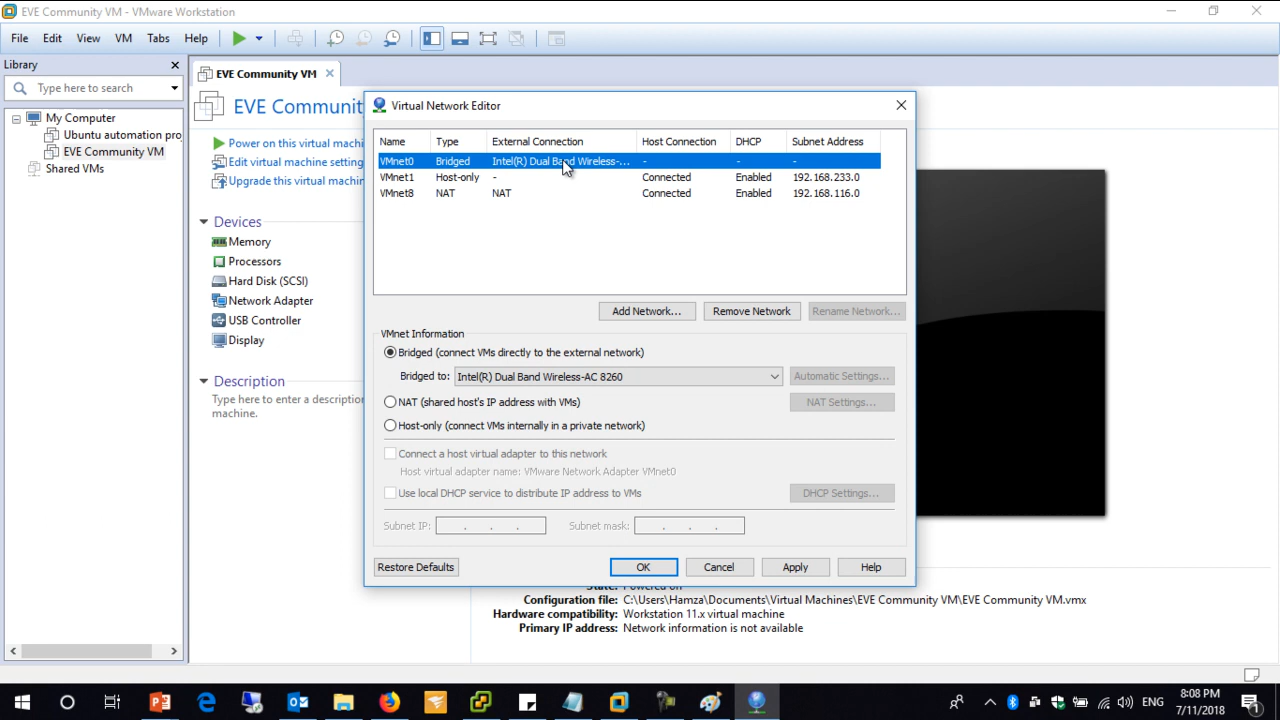 EVE Community VM - VMware Workstation
File Edit View VM Tabs Help
Library
Type here to search
My Computer
Ubuntu automation pro
EVE Community VM
Shared VMs
EVE Community VM
EVE Communit
Power on this virtual machin
Edit virtual machine setting
Upgrade this virtual machin
Devices
Memory
Processors
Hard Disk (SCSI)
Network Adapter
USB Controller
Display
Description
Type here to enter a description
machine.
Virtual Network Editor
Name Type External Connection Host Connection DHCP Subnet Address
VMnet0 Bridged Intel(R) Dual Band Wireless-... - - -
VMnet1 Host-only - Connected Enabled 192.168.233.0
VMnet8 NAT NAT Connected Enabled 192.168.116.0
Add Network... Remove Network Rename Network...
VMnet Information
Bridged (connect VMs directly to the external network)
Bridged to: Intel(R) Dual Band Wireless-AC 8260 Automatic Settings...
NAT (shared host's IP address with VMs) NAT Settings...
Host-only (connect VMs internally in a private network)
Connect a host virtual adapter to this network
Host virtual adapter name: VMware Network Adapter VMnet0
Use local DHCP service to distribute IP address to VMs DHCP Settings...
Subnet IP: . . . Subnet mask: . . .
Restore Defaults OK Cancel Apply Help
State: Powered off
Configuration file: C:\Users\Hamza\Documents\Virtual Machines\EVE Community VM\EVE Community VM.vmx
Hardware compatibility: Workstation 11.x virtual machine
Primary IP address: Network information is not available
ENG
8:08 PM
7/11/2018
1